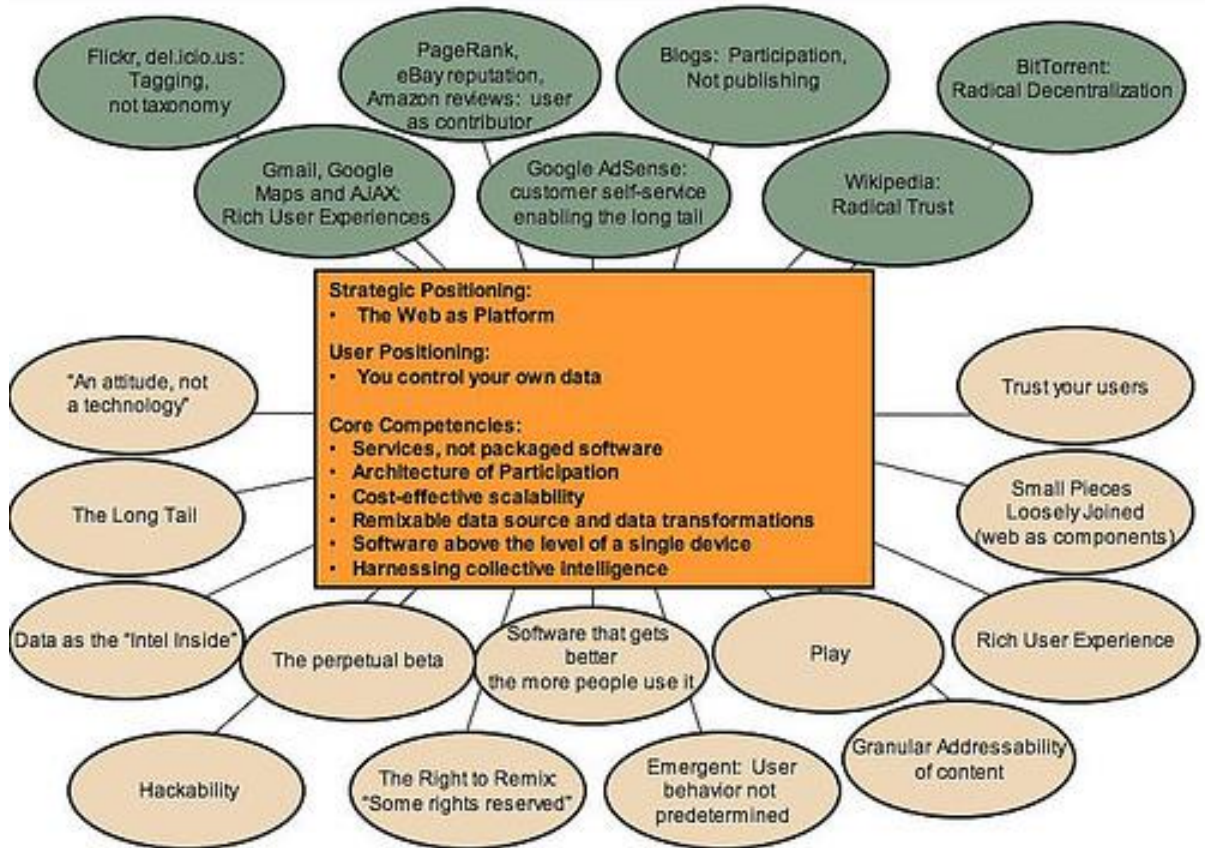 Flickr, del.icio.us:
Tagging,
not taxonomy
PageRank,
eBay reputation,
Amazon reviews: user
as contributor
Blogs: Participation,
Not publishing
BitTorrent:
Radical Decentralization
Gmail, Google
Maps and AJAX:
Rich User Experiences
Google AdSense:
customer self-service
enabling the long tail
Wikipedia:
Radical Trust
Strategic Positioning:
• The Web as Platform
User Positioning:
• You control your own data
Core Competencies:
• Services, not packaged software
• Architecture of Participation
• Cost-effective scalability
• Remixable data source and data transformations
• Software above the level of a single device
• Harnessing collective intelligence
"An attitude, not
a technology"
Trust your users
The Long Tail
Small Pieces
Loosely Joined
(web as components)
Data as the "Intel Inside"
The perpetual beta
Software that gets
better
the more people use it
Play
Rich User Experience
Hackability
The Right to Remix:
"Some rights reserved"
Emergent: User
behavior not
predetermined
Granular Addressability
of content